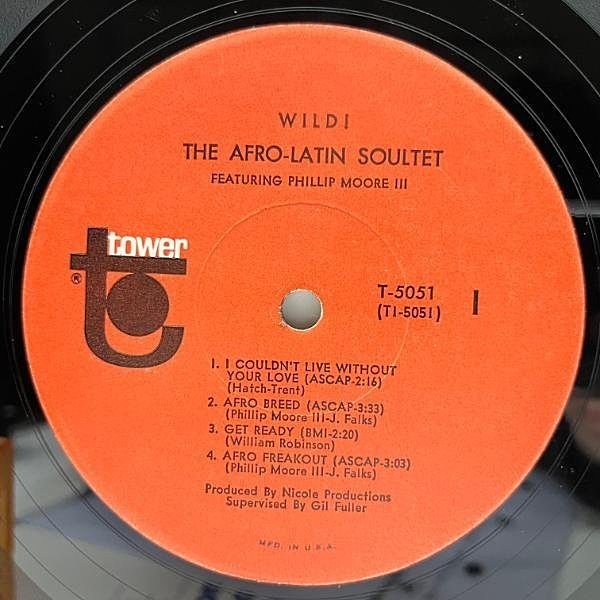 WILD!
THE AFRO-LATIN SOULTET
FEATURING PHILLIP MOORE III
tower
®
T-5051 1
(T1-5051)
1. I COULDN'T LIVE WITHOUT
YOUR LOVE (ASCAP-2:16)
(Hatch-Trent)
2. AFRO BREED (ASCAP-3:33)
(Phillip Moore III-J. Falks)
3. GET READY (BMI-2:20)
(William Robinson)
4. AFRO FREAKOUT (ASCAP-3:03)
(Phillip Moore III-J. Falks)
Produced By Nicole Productions
Supervised By Gil Fuller
MFD. IN U.S.A.